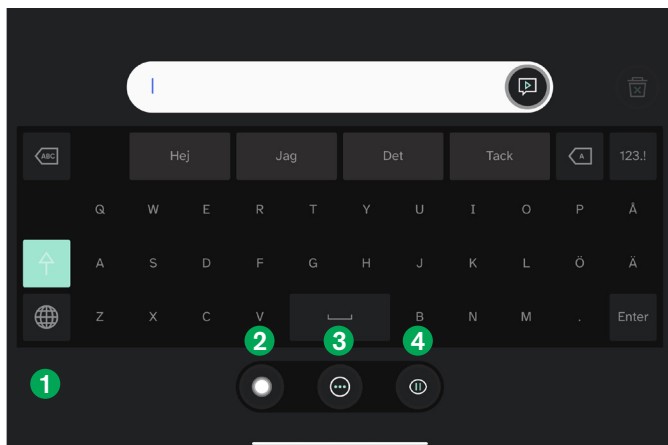 ABC Hej Jag Det Tack A 123.!
Q W E R T Y U I O P Å
A S D F G H J K L Ö Ä
Z X C V B N M . Enter
2 3 4
1